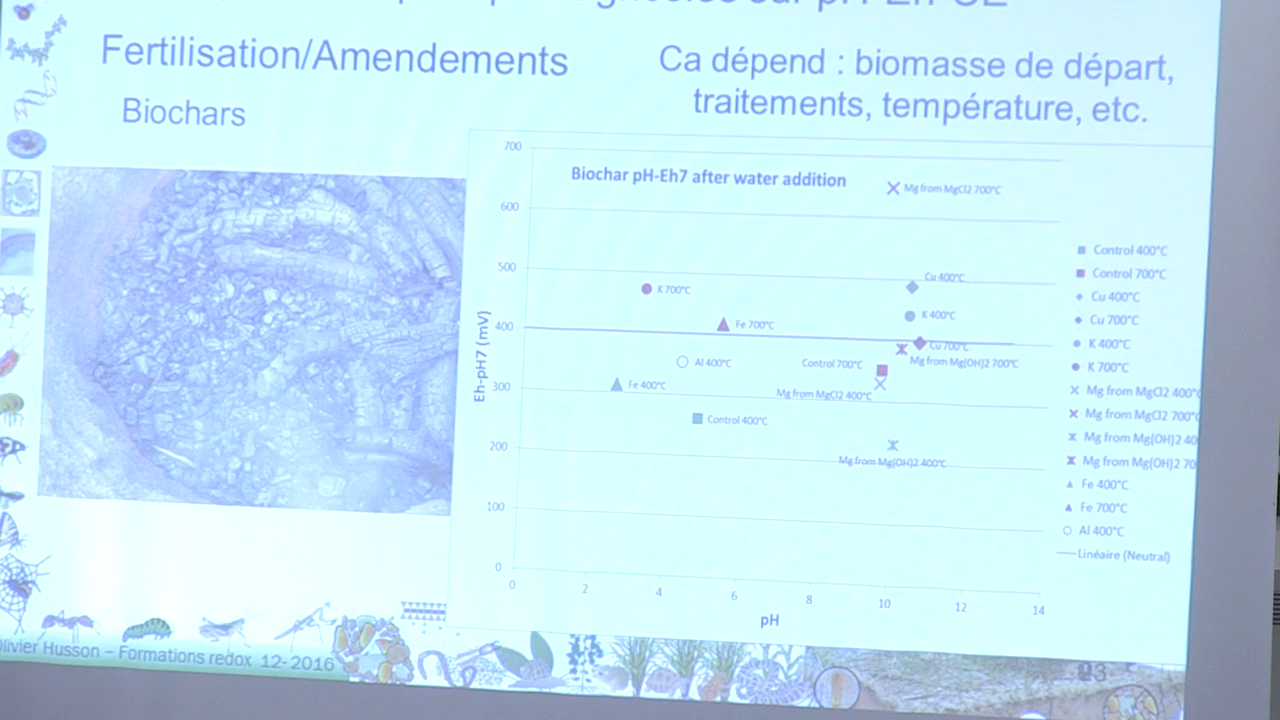 sur pH
Fertilisation/Amendements
Ca dépend : biomasse de départ,
traitements, température, etc.
Biochars
Biochar pH-Eh7 after water addition
Eh-pH7 (mV)
700
600
500
400
300
200
100
0
0
2
4
6
8
10
12
14
pH
Mg from MgCl2 700°C
Cu 400°C
K 700°C
K 400°C
Fe 700°C
Cu 700°C
Al 400°C
Control 700°C
Mg from Mg(OH)2 700°C
Fe 400°C
Mg from MgCl2 400°C
Control 400°C
Mg from Mg(OH)2 400°C
Control 400°C
Control 700°C
Cu 400°C
Cu 700°C
K 400°C
K 700°C
Mg from MgCl2 400°
Mg from MgCl2 700°
Mg from Mg(OH)2 40
Mg from Mg(OH)2 70
Fe 400°C
Fe 700°C
Al 400°C
Linéaire (Neutral)
livier Husson – Formations redox 12-2016